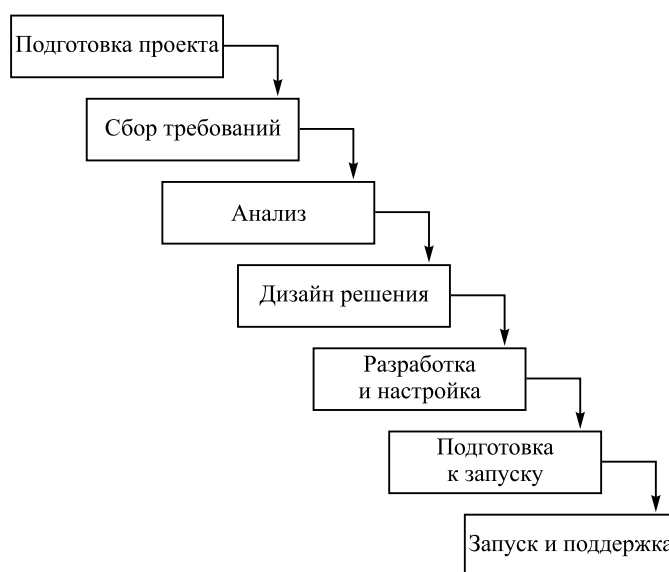 Подготовка проекта
Сбор требований
Анализ
Дизайн решения
Разработка
и настройка
Подготовка
к запуску
Запуск и поддержка